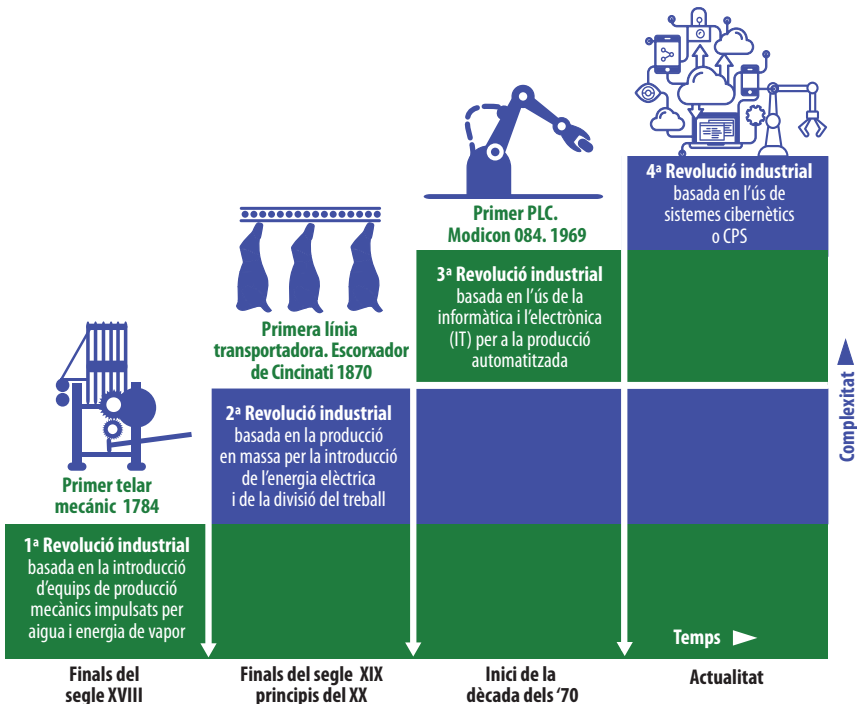 4ª Revolució industrial
basada en l'ús de
sistemes cibernètics
o CPS
Primer PLC.
Modicon 084. 1969
3ª Revolució industrial
basada en l'ús de la
informàtica i l'electrònica
(IT) per a la producció
automatitzada
Primera línia
transportadora. Escorxador
de Cincinati 1870
2ª Revolució industrial
basada en la producció
en massa per la introducció
de l'energia elèctrica
i de la divisió del treball
Primer telar
mecánic 1784
1ª Revolució industrial
basada en la introducció
d'equips de producció
mecànics impulsats per
aigua i energia de vapor
Complexitat
Temps
Finals del
segle XVIII
Finals del segle XIX
principis del XX
Inici de la
dècada dels ‘70
Actualitat